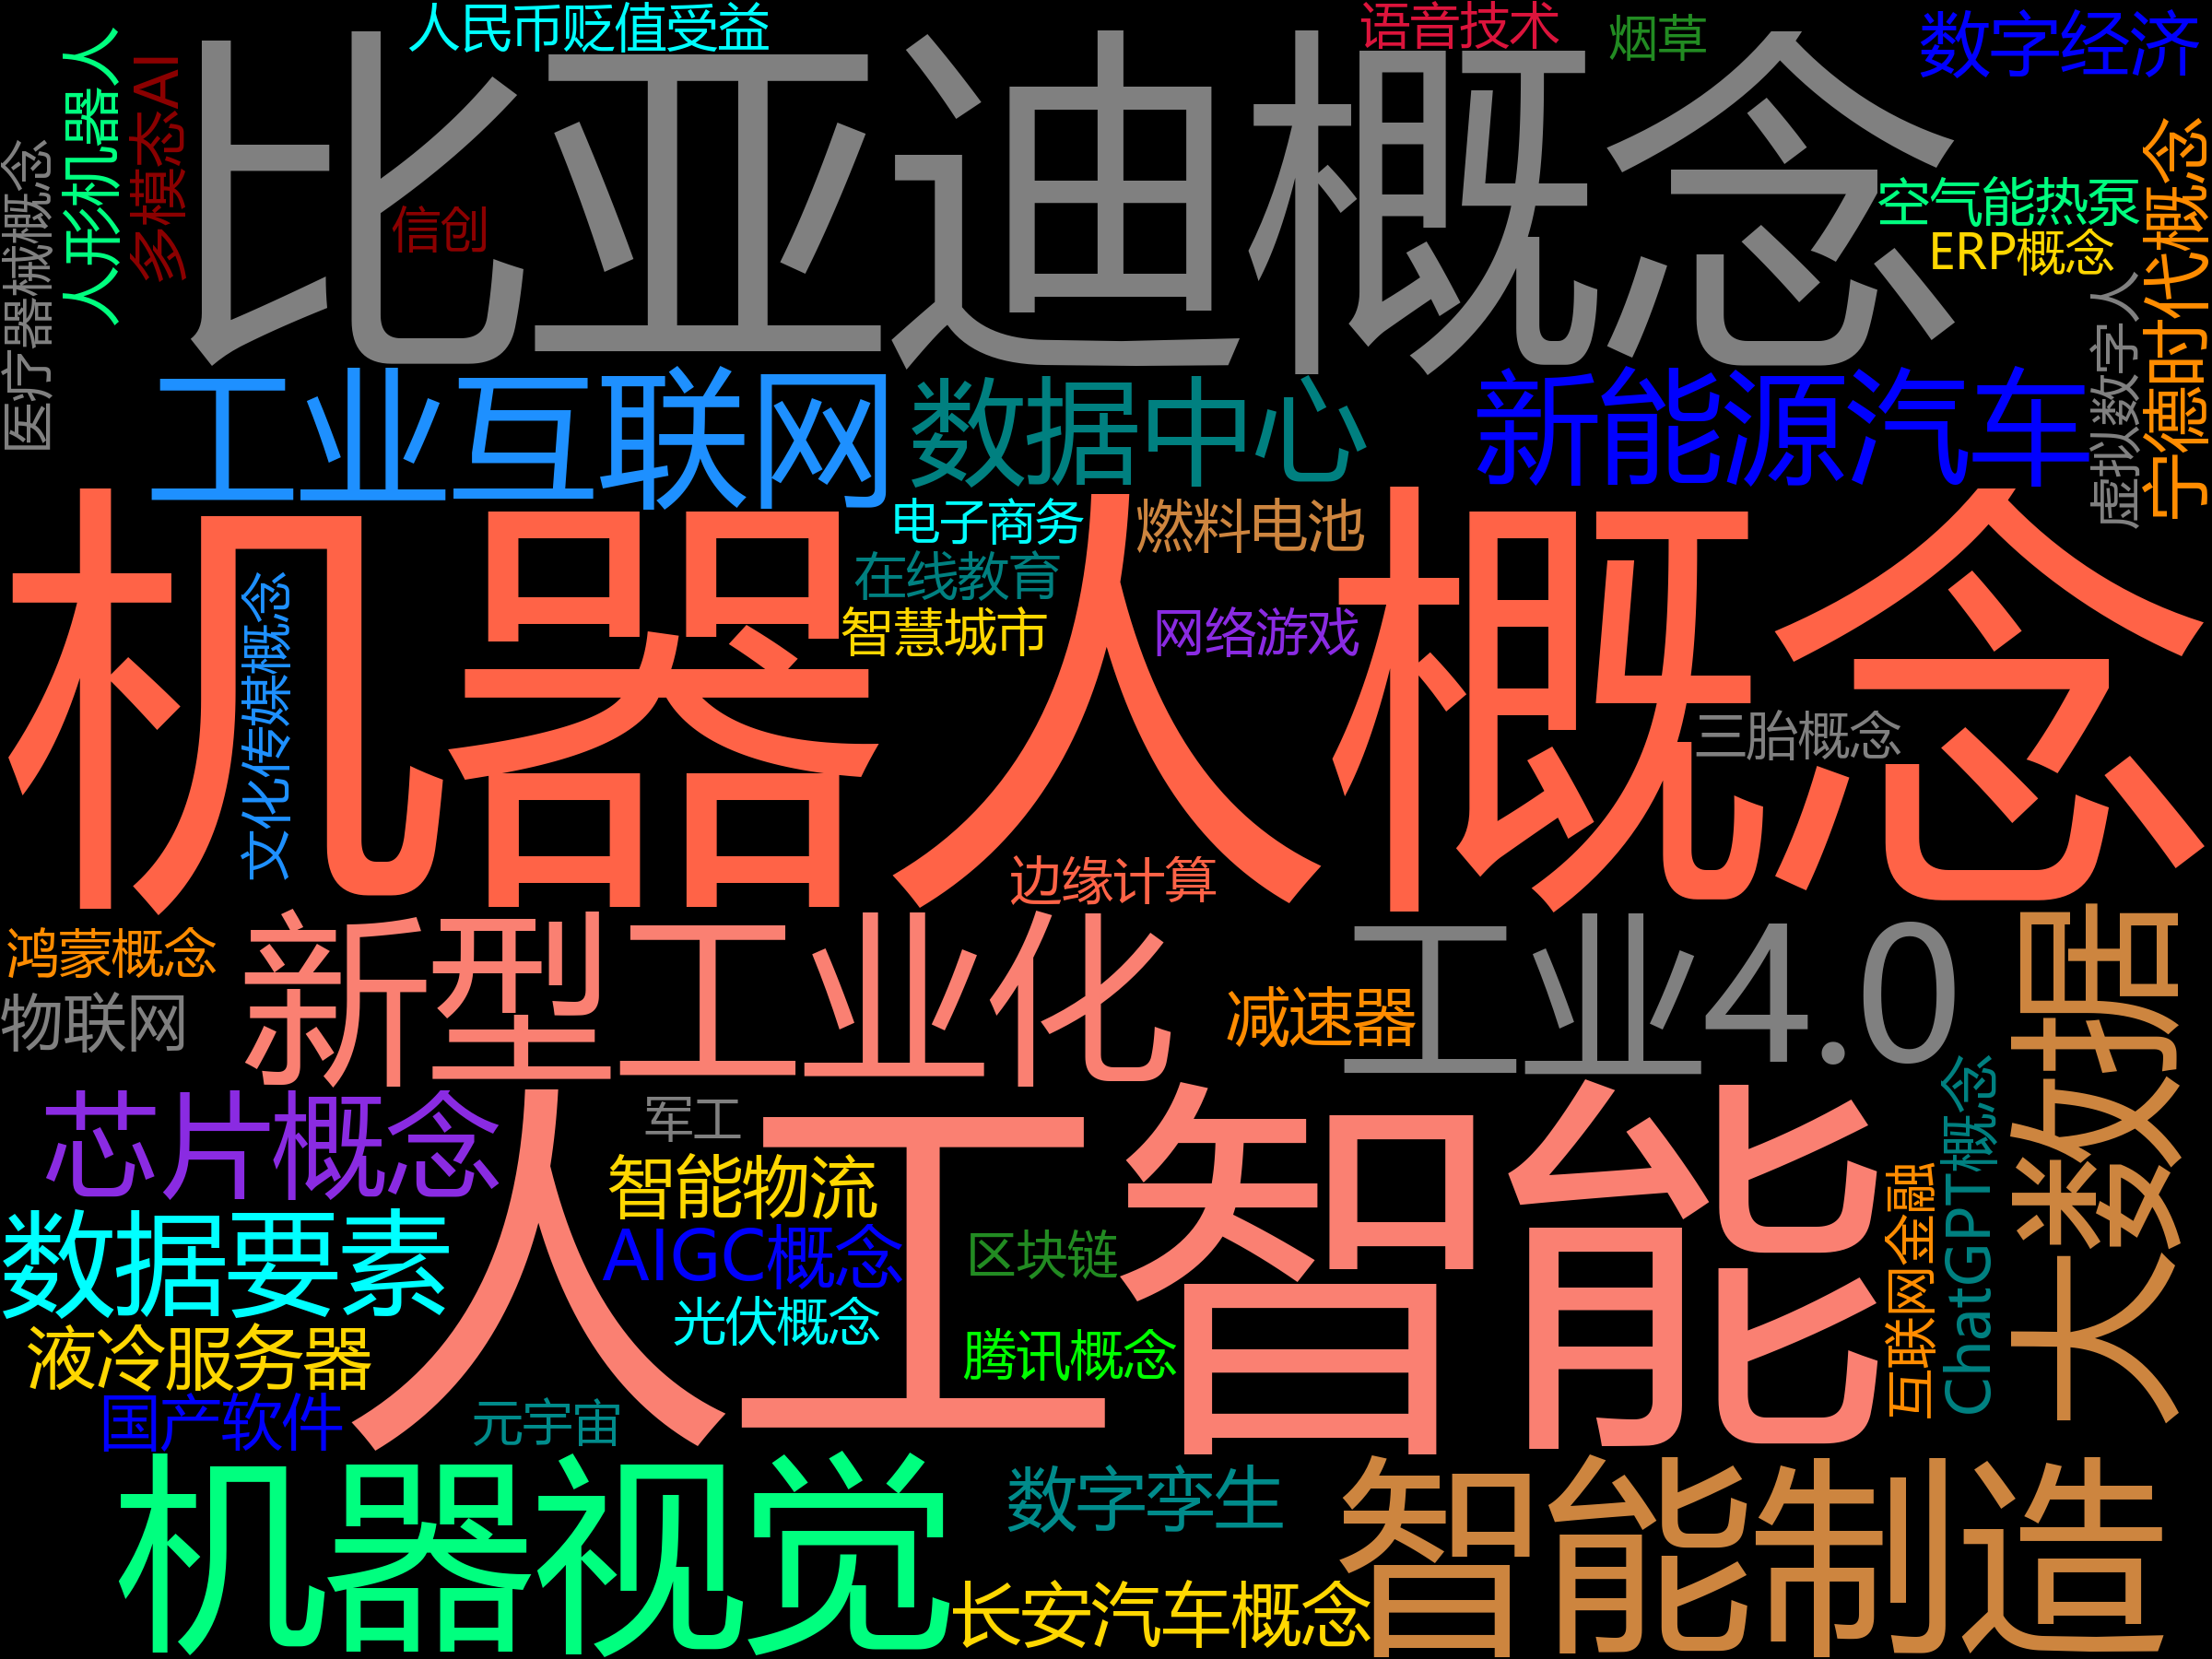 人民币贬值受益
语音技术
烟草
数字经济
比亚迪概念
人形机器人
多模态AI
医疗器械概念
信创
空气能热泵
ERP概念
宁德时代概念
虚拟数字人
工业互联网
数据中心
新能源汽车
机器人概念
电子商务
燃料电池
在线教育
智慧城市
网络游戏
文化传媒概念
三胎概念
边缘计算
鸿蒙概念
物联网
新型工业化
减速器
工业4.0
大数据
芯片概念
军工
人工智能
智能物流
数据要素
AIGC概念
区块链
光伏概念
腾讯概念
液冷服务器
国产软件
元宇宙
互联网金融
ChatGPT概念
机器视觉
数字孪生
长安汽车概念
智能制造